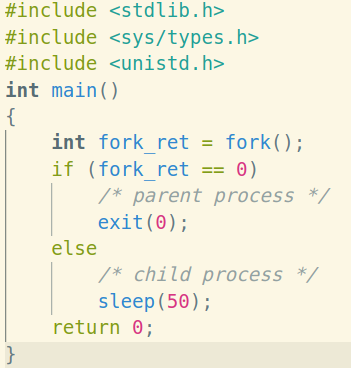 #include <stdlib.h>
#include <sys/types.h>
#include <unistd.h>
int main()
{
    int fork_ret = fork();
    if (fork_ret == 0)
        /* parent process */
        exit(0);
    else
        /* child process */
        sleep(50);
    return 0;
}